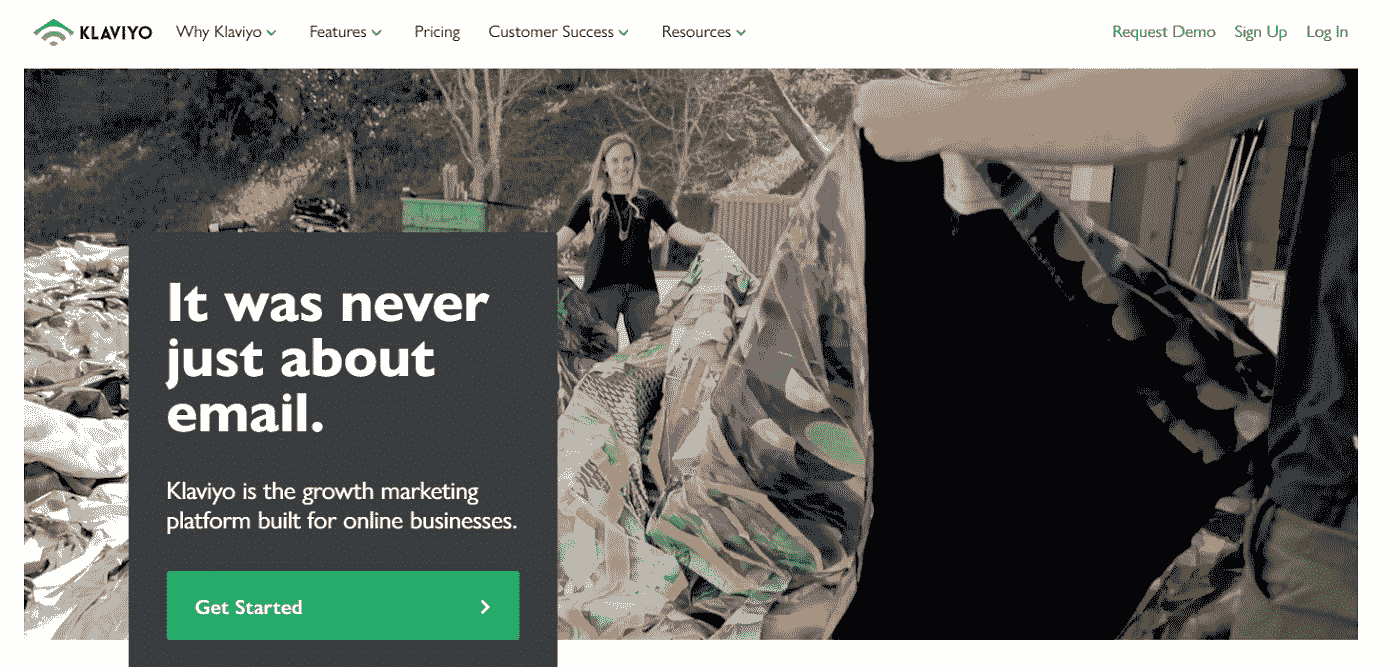 KLAVIYO Why Klaviyo Features Pricing Customer Success Resources Request Demo Sign Up Log In
It was never
just about
email.
Klaviyo is the growth marketing
platform built for online businesses.
Get Started